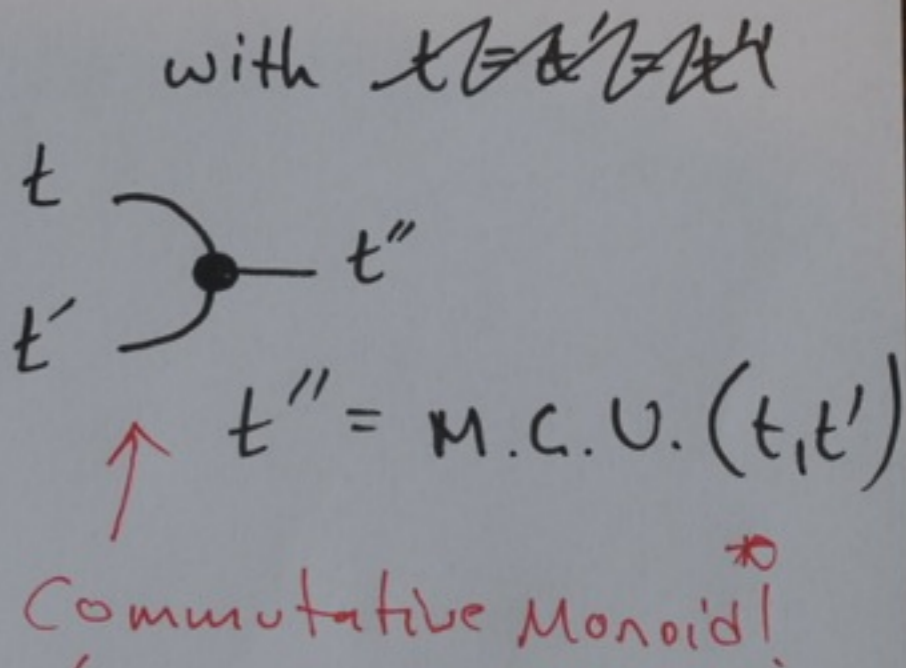 with t = t' = t''
t
t''
t'
t'' = M.G.U. (t, t')
Commutative Monoid!